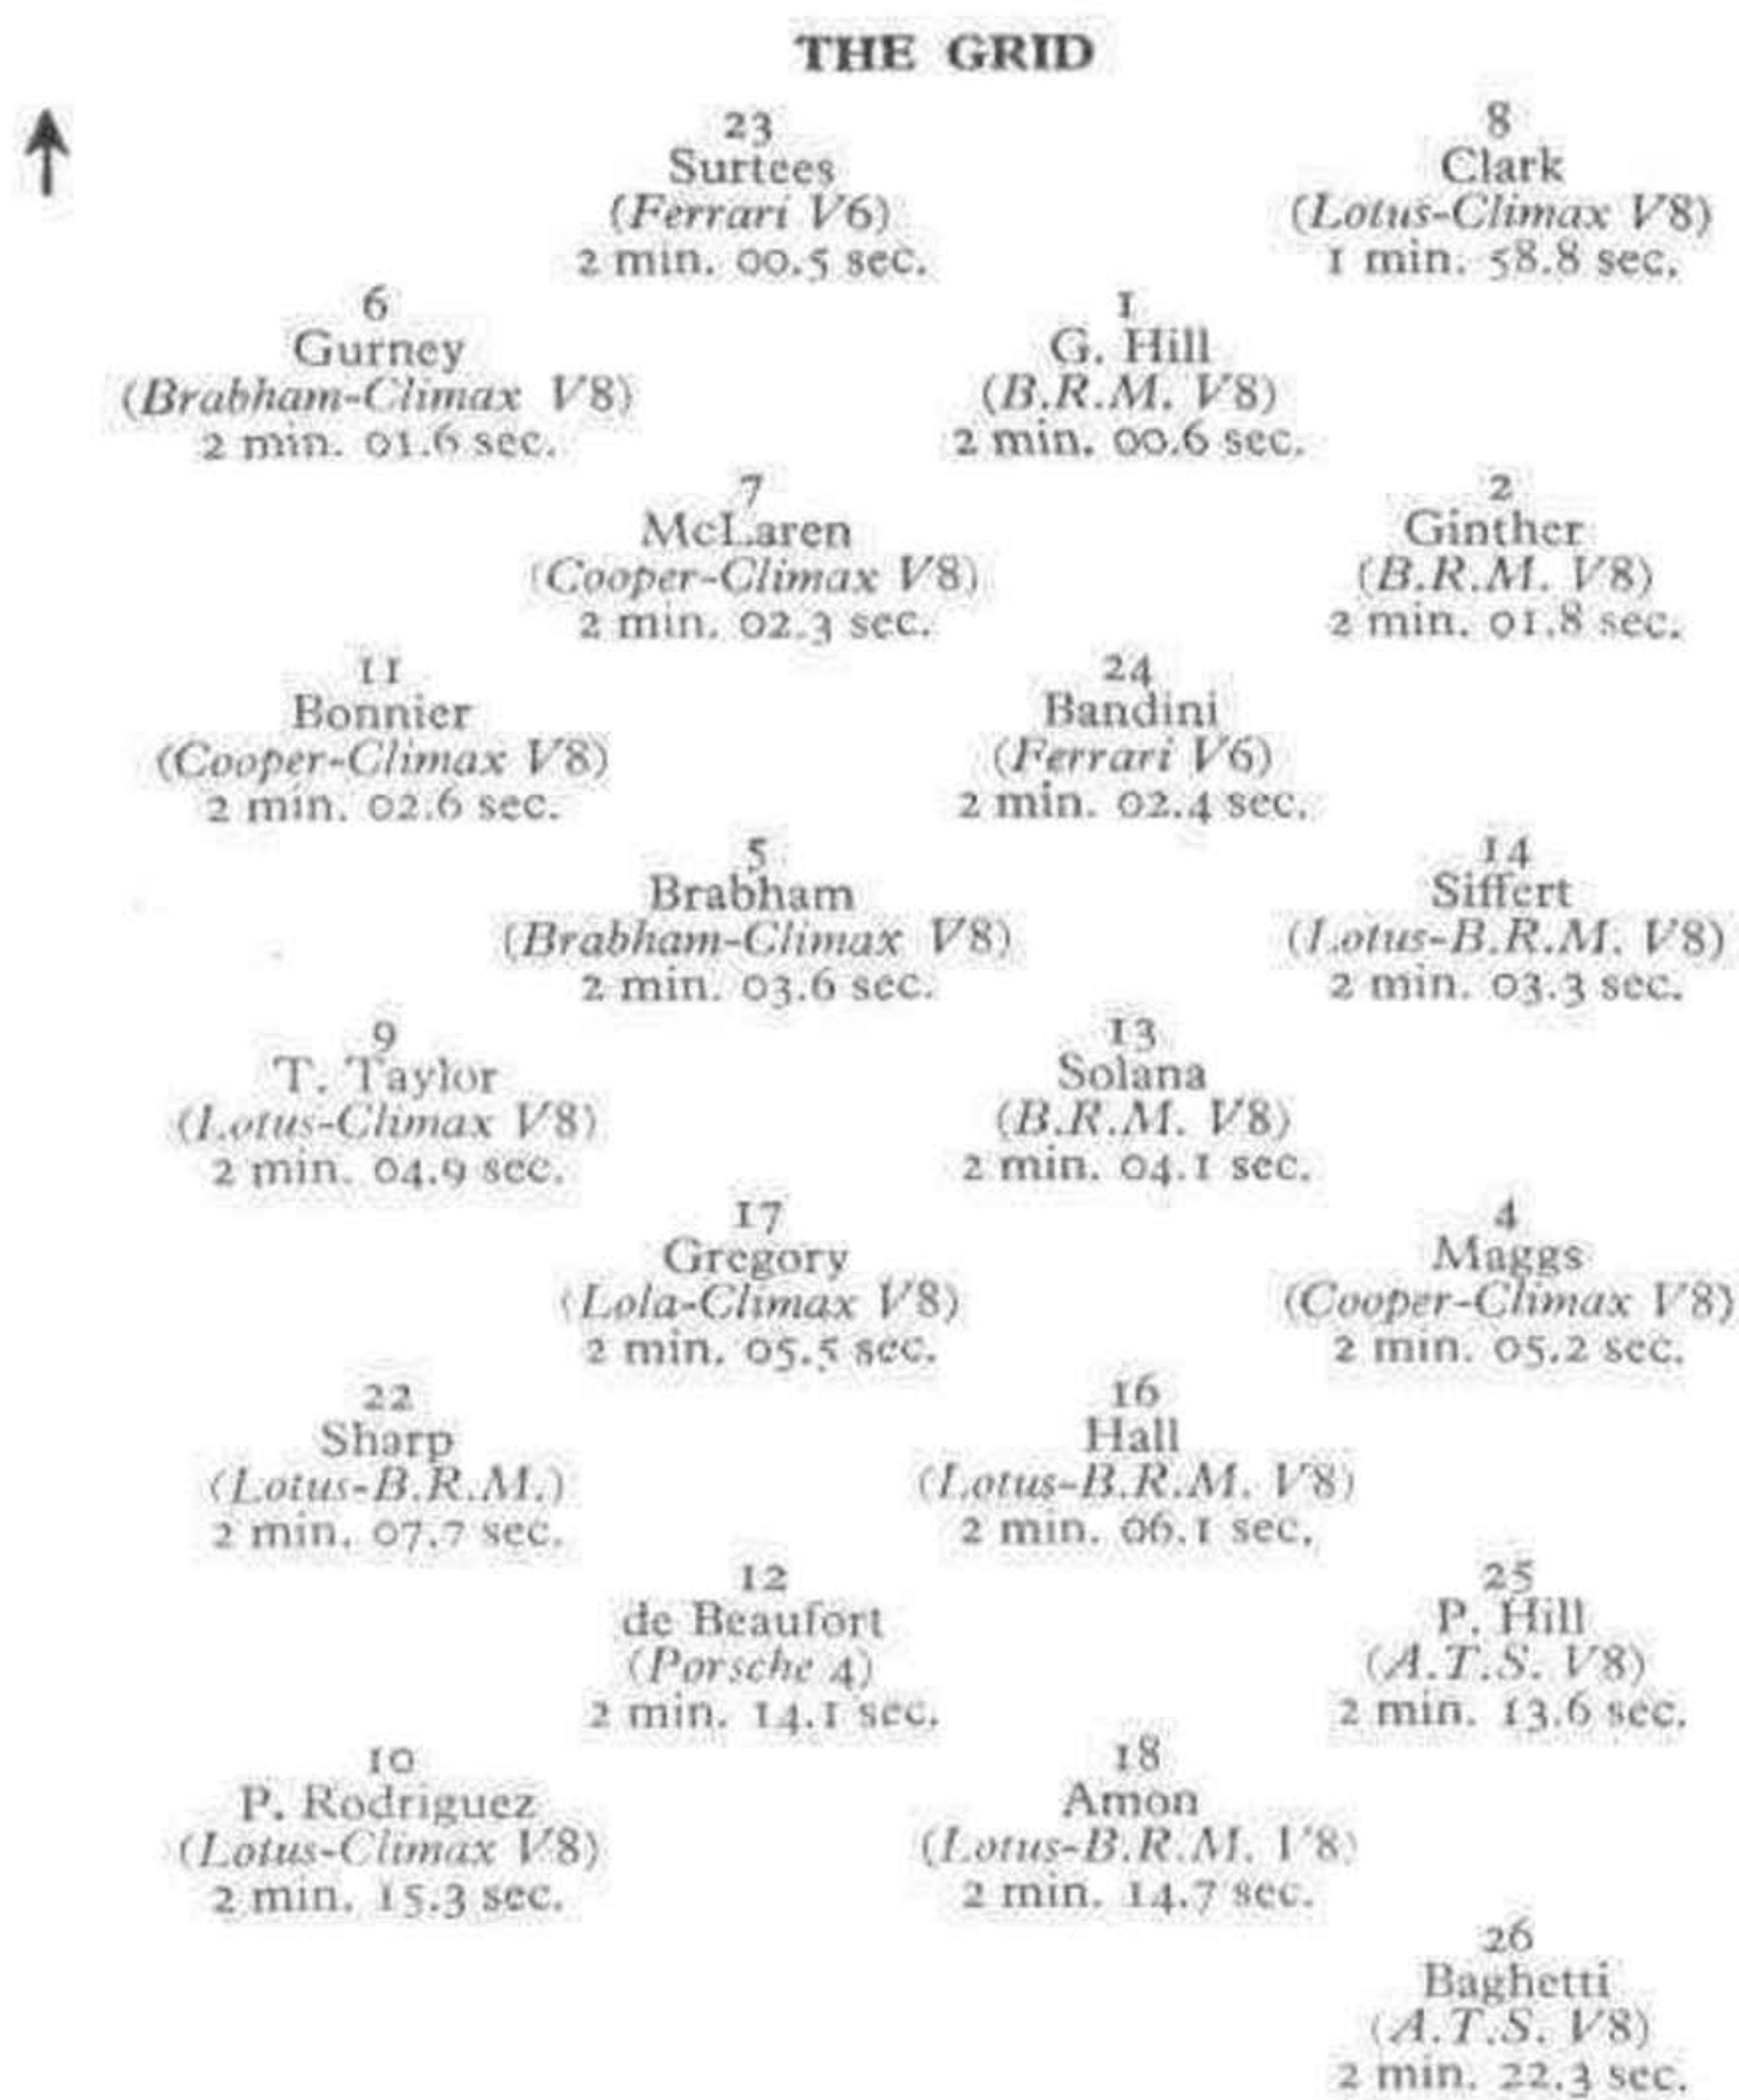 THE GRID
23
Surtees
(Ferrari V6)
2 min. 00.5 sec.
8
Clark
(Lotus-Climax V8)
1 min. 58.8 sec.
6
Gurney
(Brabham-Climax V8)
2 min. 01.6 sec.
1
G. Hill
(B.R.M. V8)
2 min. 00.6 sec.
7
McLaren
(Cooper-Climax V8)
2 min. 02.3 sec.
2
Ginther
(B.R.M. V8)
2 min. 01.8 sec.
11
Bonnier
(Cooper-Climax V8)
2 min. 02.6 sec.
24
Bandini
(Ferrari V6)
2 min. 02.4 sec.
5
Brabham
(Brabham-Climax V8)
2 min. 03.6 sec.
14
Siffert
(Lotus-B.R.M. V8)
2 min. 03.3 sec.
9
T. Taylor
(Lotus-Climax V8)
2 min. 04.9 sec.
13
Solana
(B.R.M. V8)
2 min. 04.1 sec.
17
Gregory
(Lola-Climax V8)
2 min. 05.5 sec.
4
Maggs
(Cooper-Climax V8)
2 min. 05.2 sec.
22
Sharp
(Lotus-B.R.M.)
2 min. 07.7 sec.
16
Hall
(Lotus-B.R.M. V8)
2 min. 06.1 sec.
12
de Beaufort
(Porsche 4)
2 min. 14.1 sec.
25
P. Hill
(A.T.S. V8)
2 min. 13.6 sec.
10
P. Rodriguez
(Lotus-Climax V8)
2 min. 15.3 sec.
18
Amon
(Lotus-B.R.M. V8)
2 min. 14.7 sec.
26
Baghetti
(A.T.S. V8)
2 min. 22.3 sec.